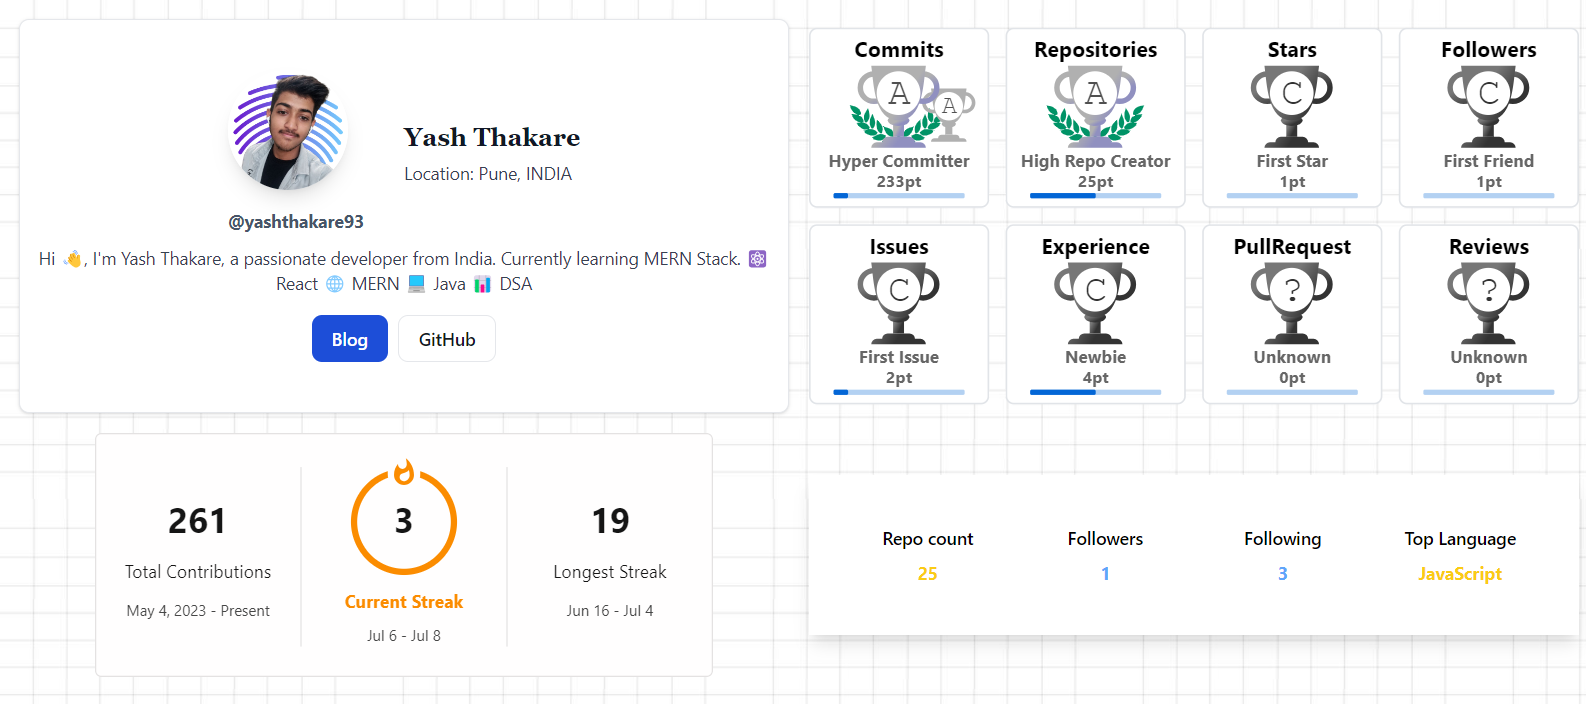 Yash Thakare
Location: Pune, INDIA
@yashthakare93
Hi 👋, I'm Yash Thakare, a passionate developer from India. Currently learning MERN Stack. ⚛️
React 🌐 MERN 💻 Java 📊 DSA
Blog GitHub
Commits
A A
Hyper Committer
233pt
Repositories
A
High Repo Creator
25pt
Stars
C
First Star
1pt
Followers
C
First Friend
1pt
Issues
C
First Issue
2pt
Experience
C
Newbie
4pt
PullRequest
?
Unknown
0pt
Reviews
?
Unknown
0pt
261
Total Contributions
May 4, 2023 - Present
3
Current Streak
Jul 6 - Jul 8
19
Longest Streak
Jun 16 - Jul 4
Repo count
25
Followers
1
Following
3
Top Language
JavaScript